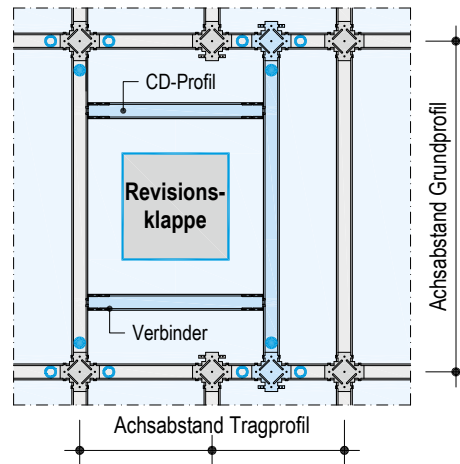 CD-Profil
Revisions-
klappe
Verbinder
Achsabstand Grundprofil
Achsabstand Tragprofil